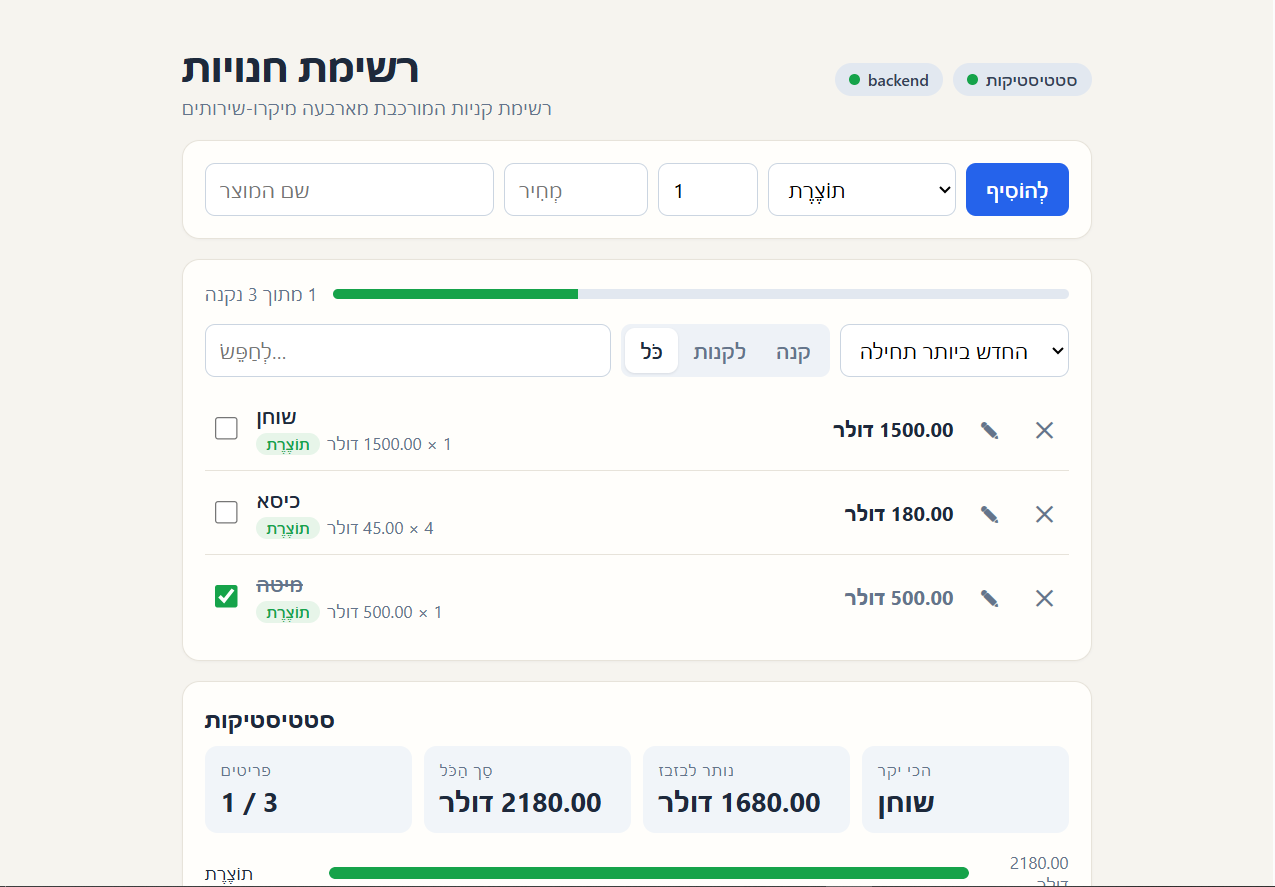 רשימת חנויות
רשימת קניות המורכבת מארבעה מיקרו-שירותים
backend
סטטיסטיקות
שם המוצר
מְחִיר
1
תוֹצֶרֶת
לְהוֹסִיף
1 מתוך 3 נקנה
לְחַפֵּשׂ...
כֹּל
לקנות
קנה
החדש ביותר תחילה
שוחן
תוֹצֶרֶת
1 × 1500.00 דולר
1500.00 דולר
כיסא
תוֹצֶרֶת
4 × 45.00 דולר
180.00 דולר
מיטה
תוֹצֶרֶת
1 × 500.00 דולר
500.00 דולר
סטטיסטיקות
פריטים
1 / 3
סַך הַכֹּל
2180.00 דולר
נותר לבזבז
1680.00 דולר
הכי יקר
שוחן
תוֹצֶרֶת
2180.00
דולר